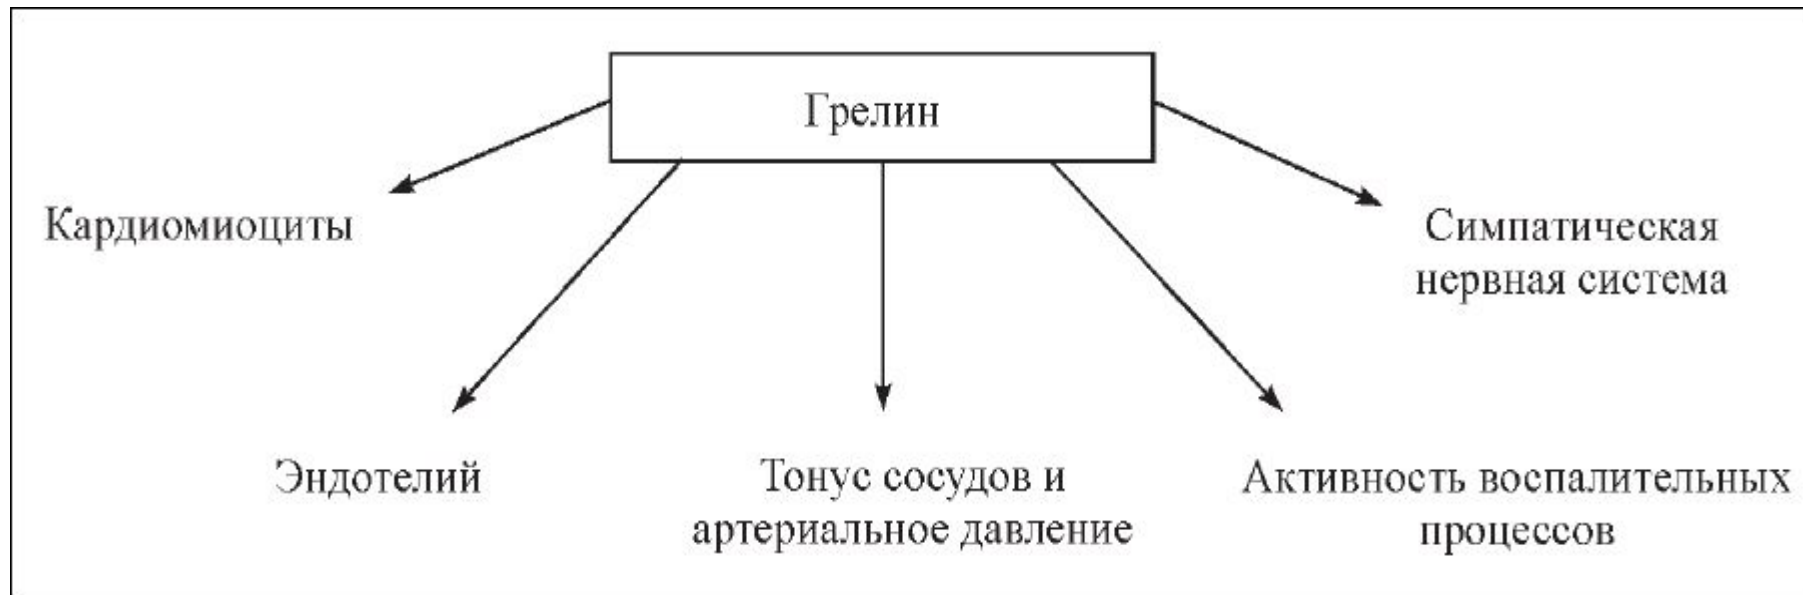 Грелин
Кардиомиоциты
Симпатическая
нервная система
Эндотелий
Тонус сосудов и
артериальное давление
Активность воспалительных
процессов